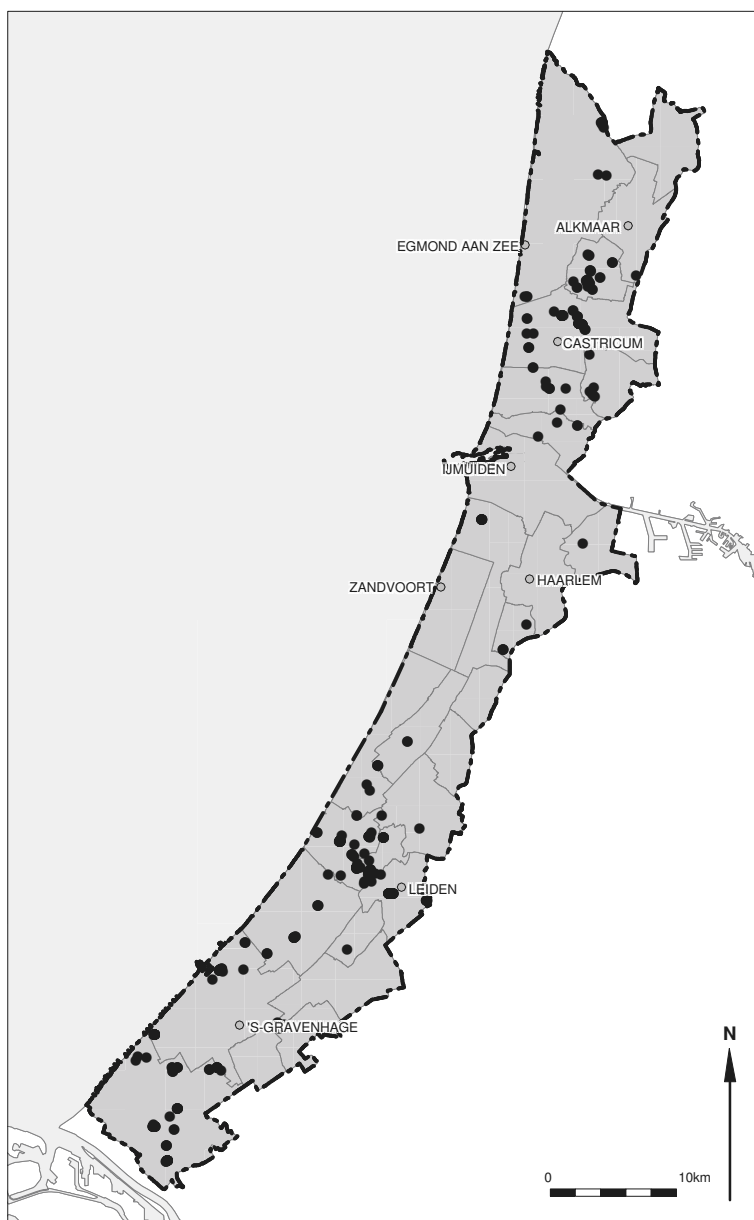 ALKMAAR
EGMOND AAN ZEE
CASTRICUM
IJMUIDEN
ZANDVOORT
HAARLEM
LEIDEN
'S-GRAVENHAGE
N
0 10km